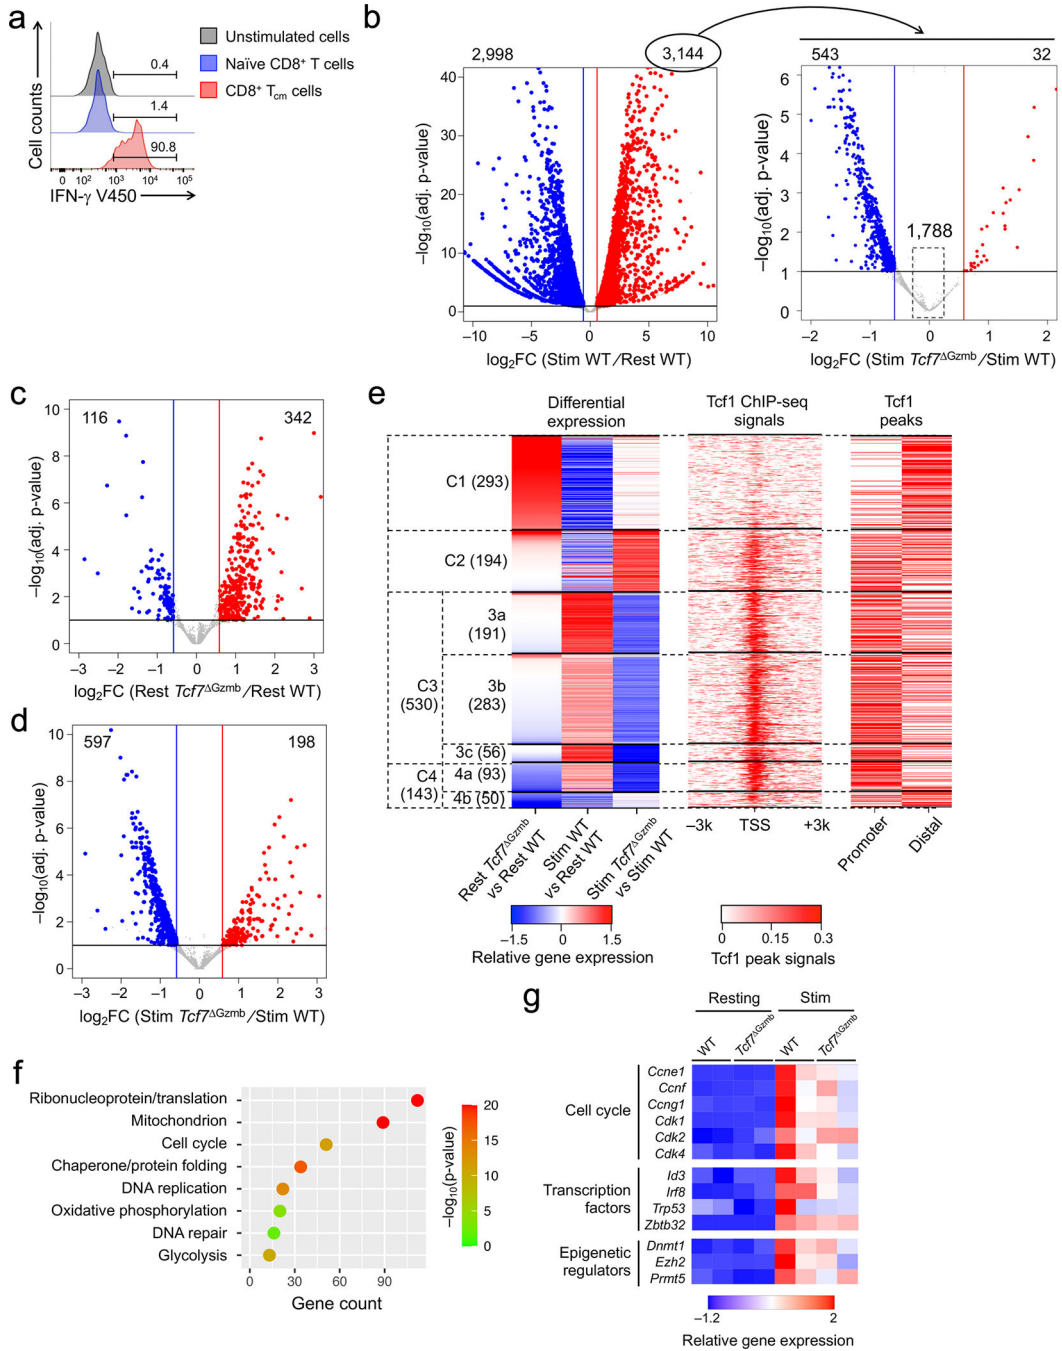 a
Cell counts
Unstimulated cells
Naïve CD8⁺ T cells
CD8⁺ Tcm cells
0.4
1.4
90.8
0 10² 10³ 10⁴ 10⁵
IFN-γ V450
b
2,998
3,144
–log₁₀(adj. p-value)
40
30
20
10
0
–10 –5 0 5 10
log₂FC (Stim WT/Rest WT)
543
32
–log₁₀(adj. p-value)
6
5
4
3
2
1
0
1,788
–2 –1 0 1 2
log₂FC (Stim Tcf7ΔGzmb/Stim WT)
c
116
342
–log₁₀(adj. p-value)
10
8
6
4
2
0
–3 –2 –1 0 1 2 3
log₂FC (Rest Tcf7ΔGzmb/Rest WT)
d
597
198
–log₁₀(adj. p-value)
10
8
6
4
2
0
–3 –2 –1 0 1 2 3
log₂FC (Stim Tcf7ΔGzmb/Stim WT)
e
Differential
expression
Tcf1 ChIP-seq
signals
Tcf1
peaks
C1 (293)
C2 (194)
C3
(530)
3a
(191)
3b
(283)
3c (56)
C4
(143)
4a (93)
4b (50)
Rest Tcf7ΔGzmb
vs Rest WT
Stim WT
vs Rest WT
Stim Tcf7ΔGzmb
vs Stim WT
–3k TSS +3k
Promoter
Distal
–1.5 0 1.5
Relative gene expression
0 0.15 0.3
Tcf1 peak signals
f
Ribonucleoprotein/translation
Mitochondrion
Cell cycle
Chaperone/protein folding
DNA replication
Oxidative phosphorylation
DNA repair
Glycolysis
0 30 60 90
Gene count
20
15
10
5
0
–log₁₀(p-value)
g
Resting Stim
WT Tcf7ΔGzmb WT Tcf7ΔGzmb
Cell cycle
Ccne1
Ccnf
Ccng1
Cdk1
Cdk2
Cdk4
Transcription
factors
Id3
Irf8
Trp53
Zbtb32
Epigenetic
regulators
Dnmt1
Ezh2
Prmt5
–1.2 2
Relative gene expression